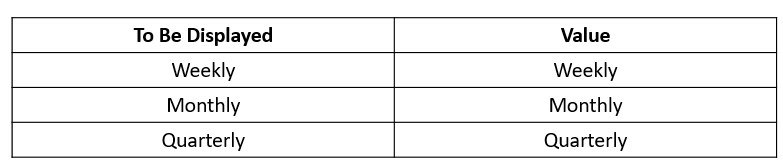 To Be Displayed Value
Weekly Weekly
Monthly Monthly
Quarterly Quarterly